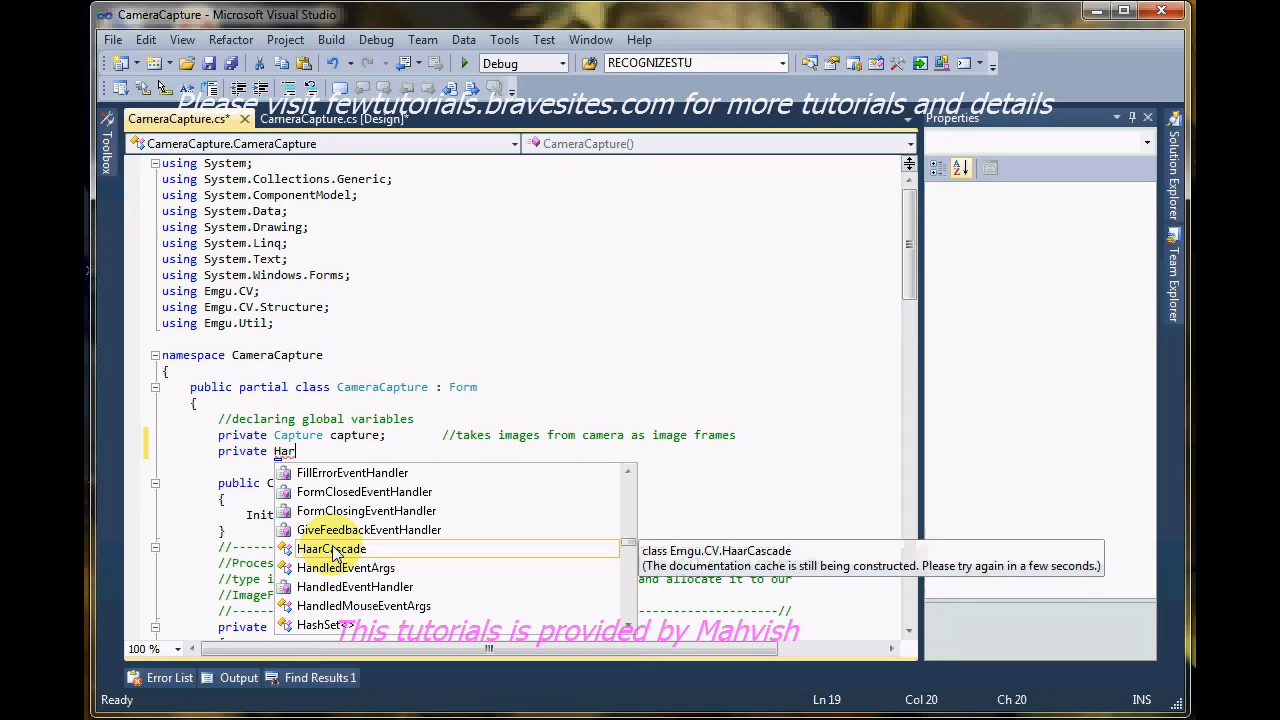 CameraCapture - Microsoft Visual Studio
File Edit View Refactor Project Build Debug Team Data Tools Test Window Help
Debug RECOGNIZESTU
Please visit fewtutorials.bravesites.com for more tutorials and details
CameraCapture.cs* CameraCapture.cs [Design]* Properties
Toolbox
CameraCapture.CameraCapture CameraCapture()
Solution Explorer
Team Explorer
using System;
using System.Collections.Generic;
using System.ComponentModel;
using System.Data;
using System.Drawing;
using System.Linq;
using System.Text;
using System.Windows.Forms;
using Emgu.CV;
using Emgu.CV.Structure;
using Emgu.Util;
namespace CameraCapture
{
public partial class CameraCapture : Form
{
//declaring global variables
private Capture capture; //takes images from camera as image frames
private Har
FillErrorEventHandler
public C
FormClosedEventHandler
{
FormClosingEventHandler
Init
GiveFeedbackEventHandler
}
HaarCascade
//--
class Emgu.CV.HaarCascade
//Proces
HandledEventArgs
(The documentation cache is still being constructed. Please try again in a few seconds.)
//type i
HandledEventHandler
and allocate it to our
//ImageF
HandledMouseEventArgs
//--
-----------------//
private
HashSet<>
This tutorials is provided by Mahvish
{
100 %
Error List Output Find Results 1
Ready Ln 19 Col 20 Ch 20 INS